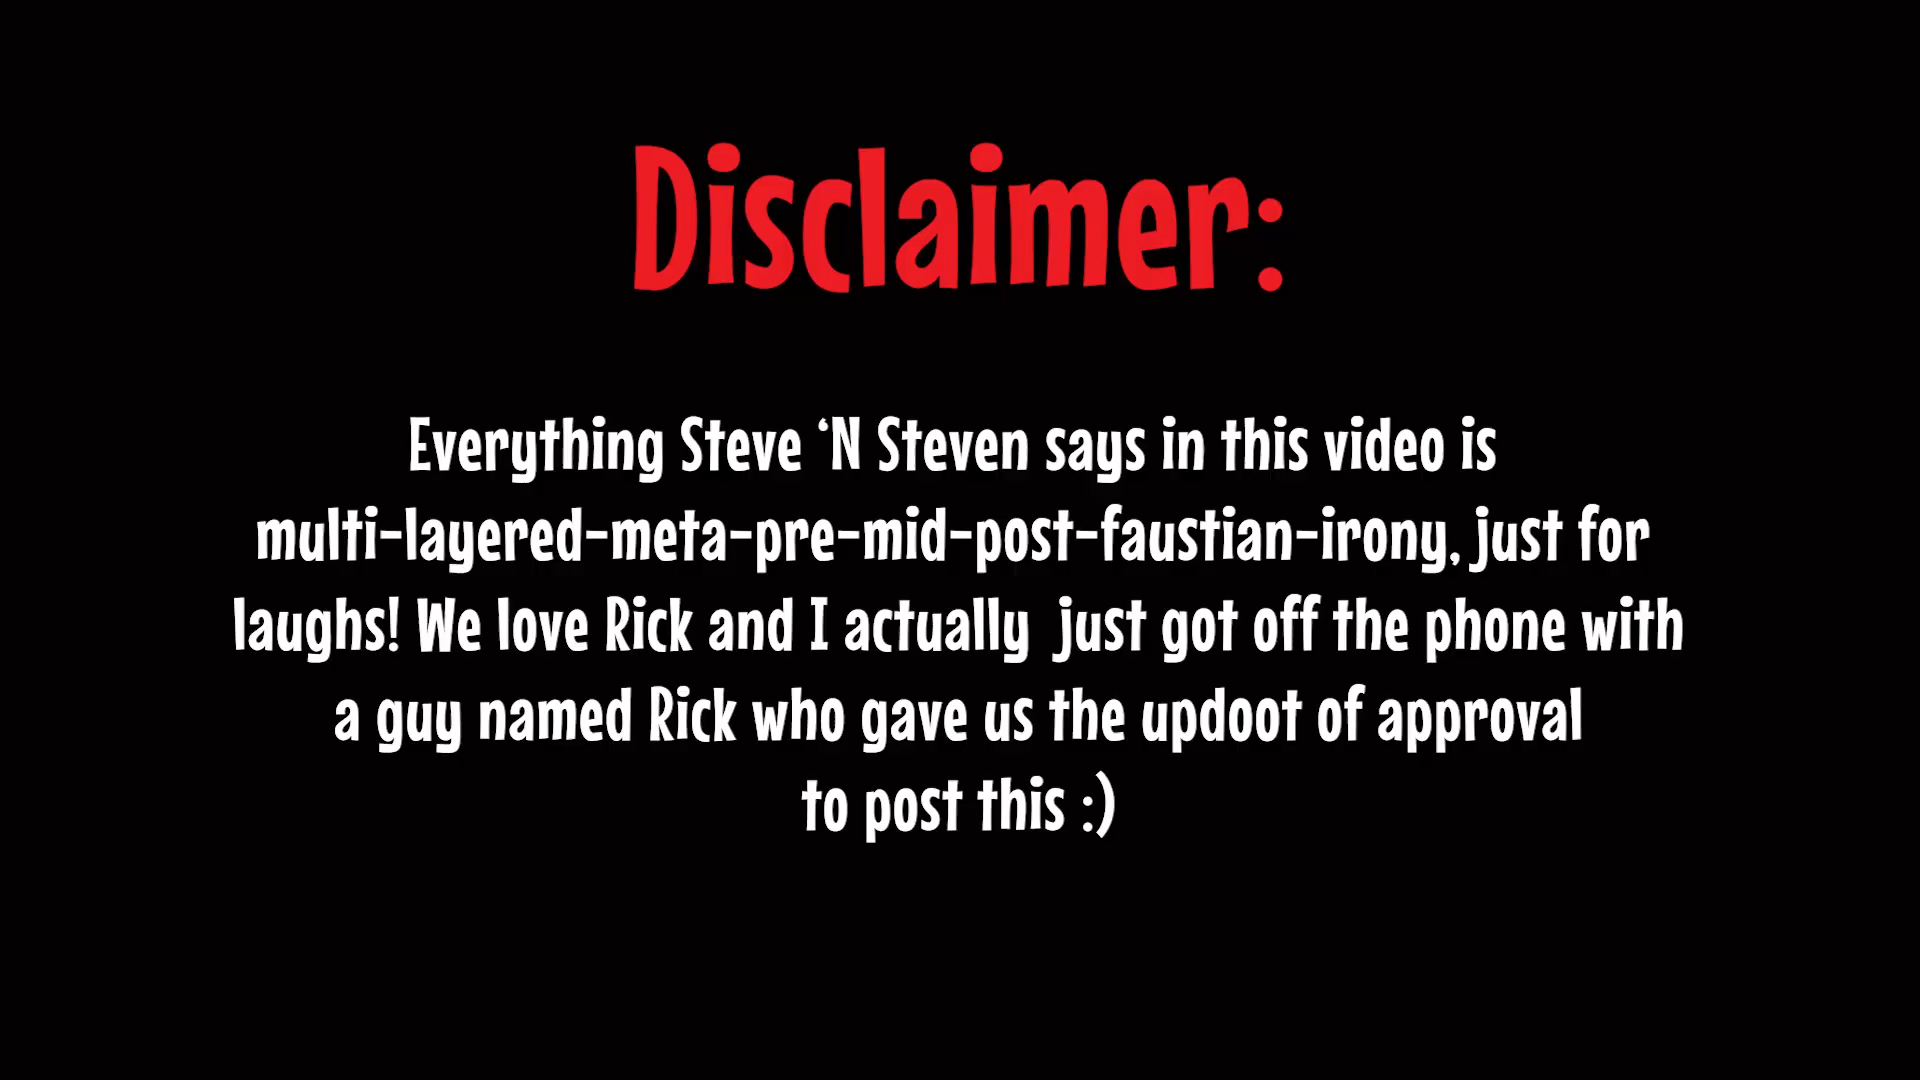 Disclaimer:
Everything Steve ‘N Steven says in this video is
multi-layered-meta-pre-mid-post-faustian-irony, just for
laughs! We love Rick and I actually  just got off the phone with
a guy named Rick who gave us the updoot of approval
to post this :)